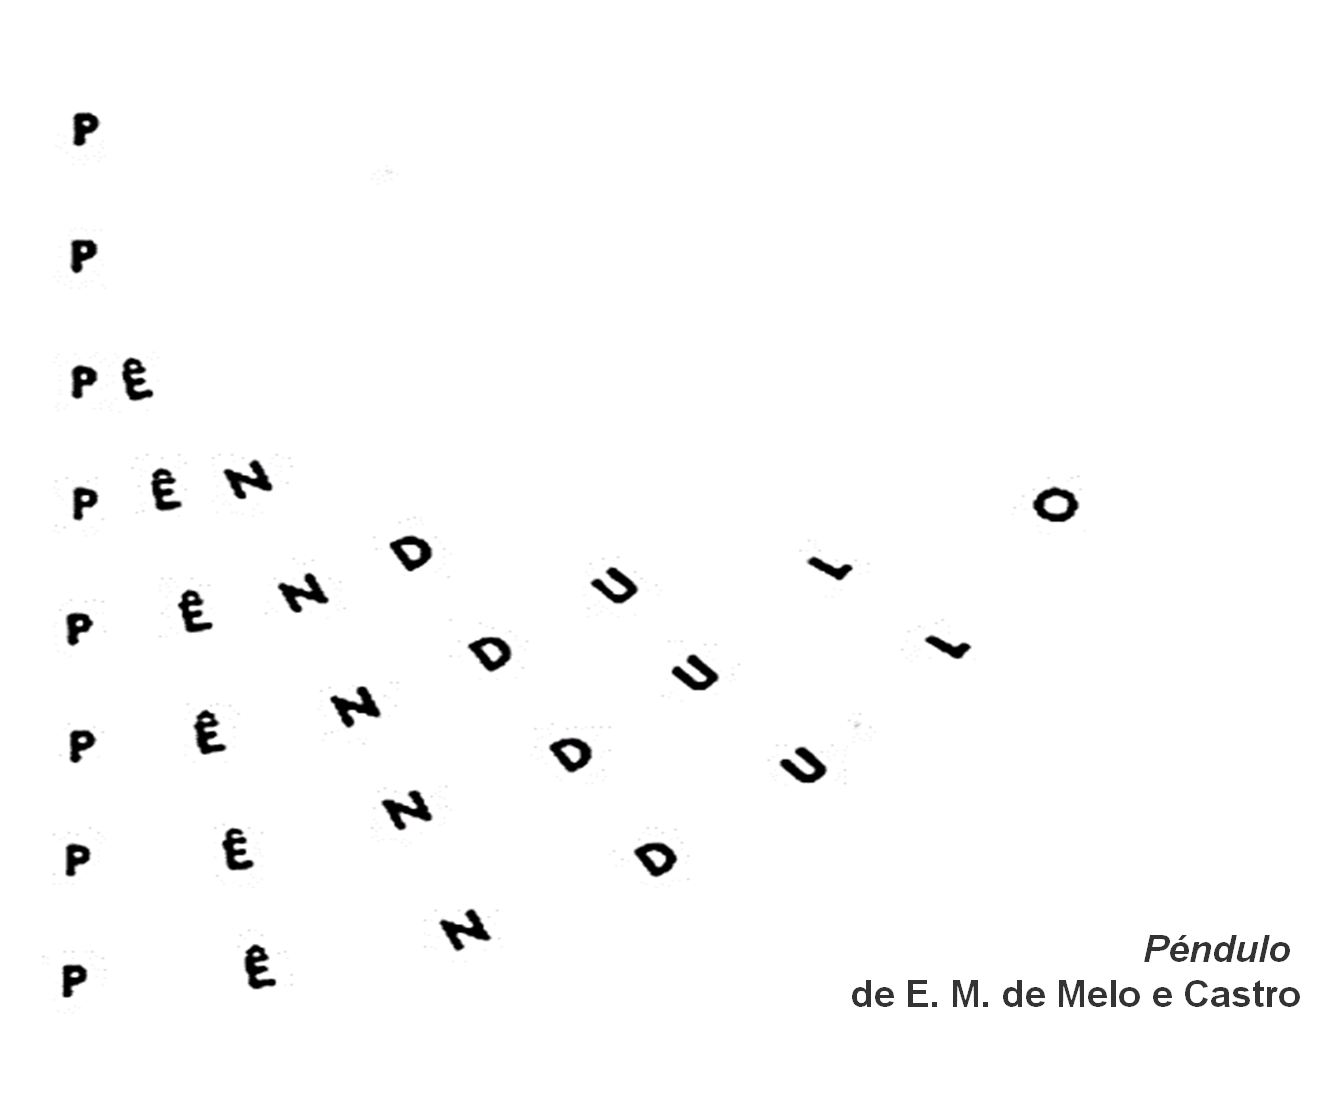 P
P
P Ê
P Ê N
P Ê N D
P Ê N D U
P Ê N D U L
P Ê N D U L O
Péndulo
de E. M. de Melo e Castro